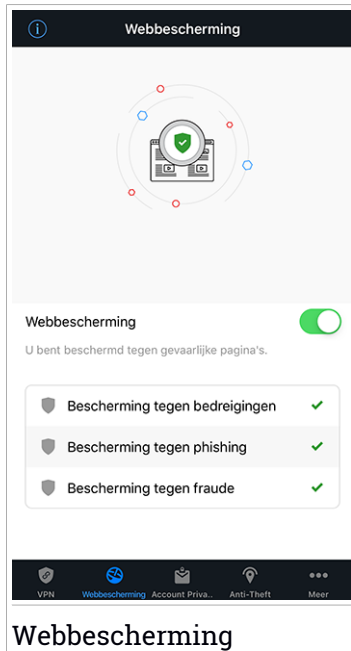 Webbescherming
Webbescherming
U bent beschermd tegen gevaarlijke pagina's.
Bescherming tegen bedreigingen
Bescherming tegen phishing
Bescherming tegen fraude
VPN Webbescherming Account Priva.. Anti-Theft Meer
Webbescherming